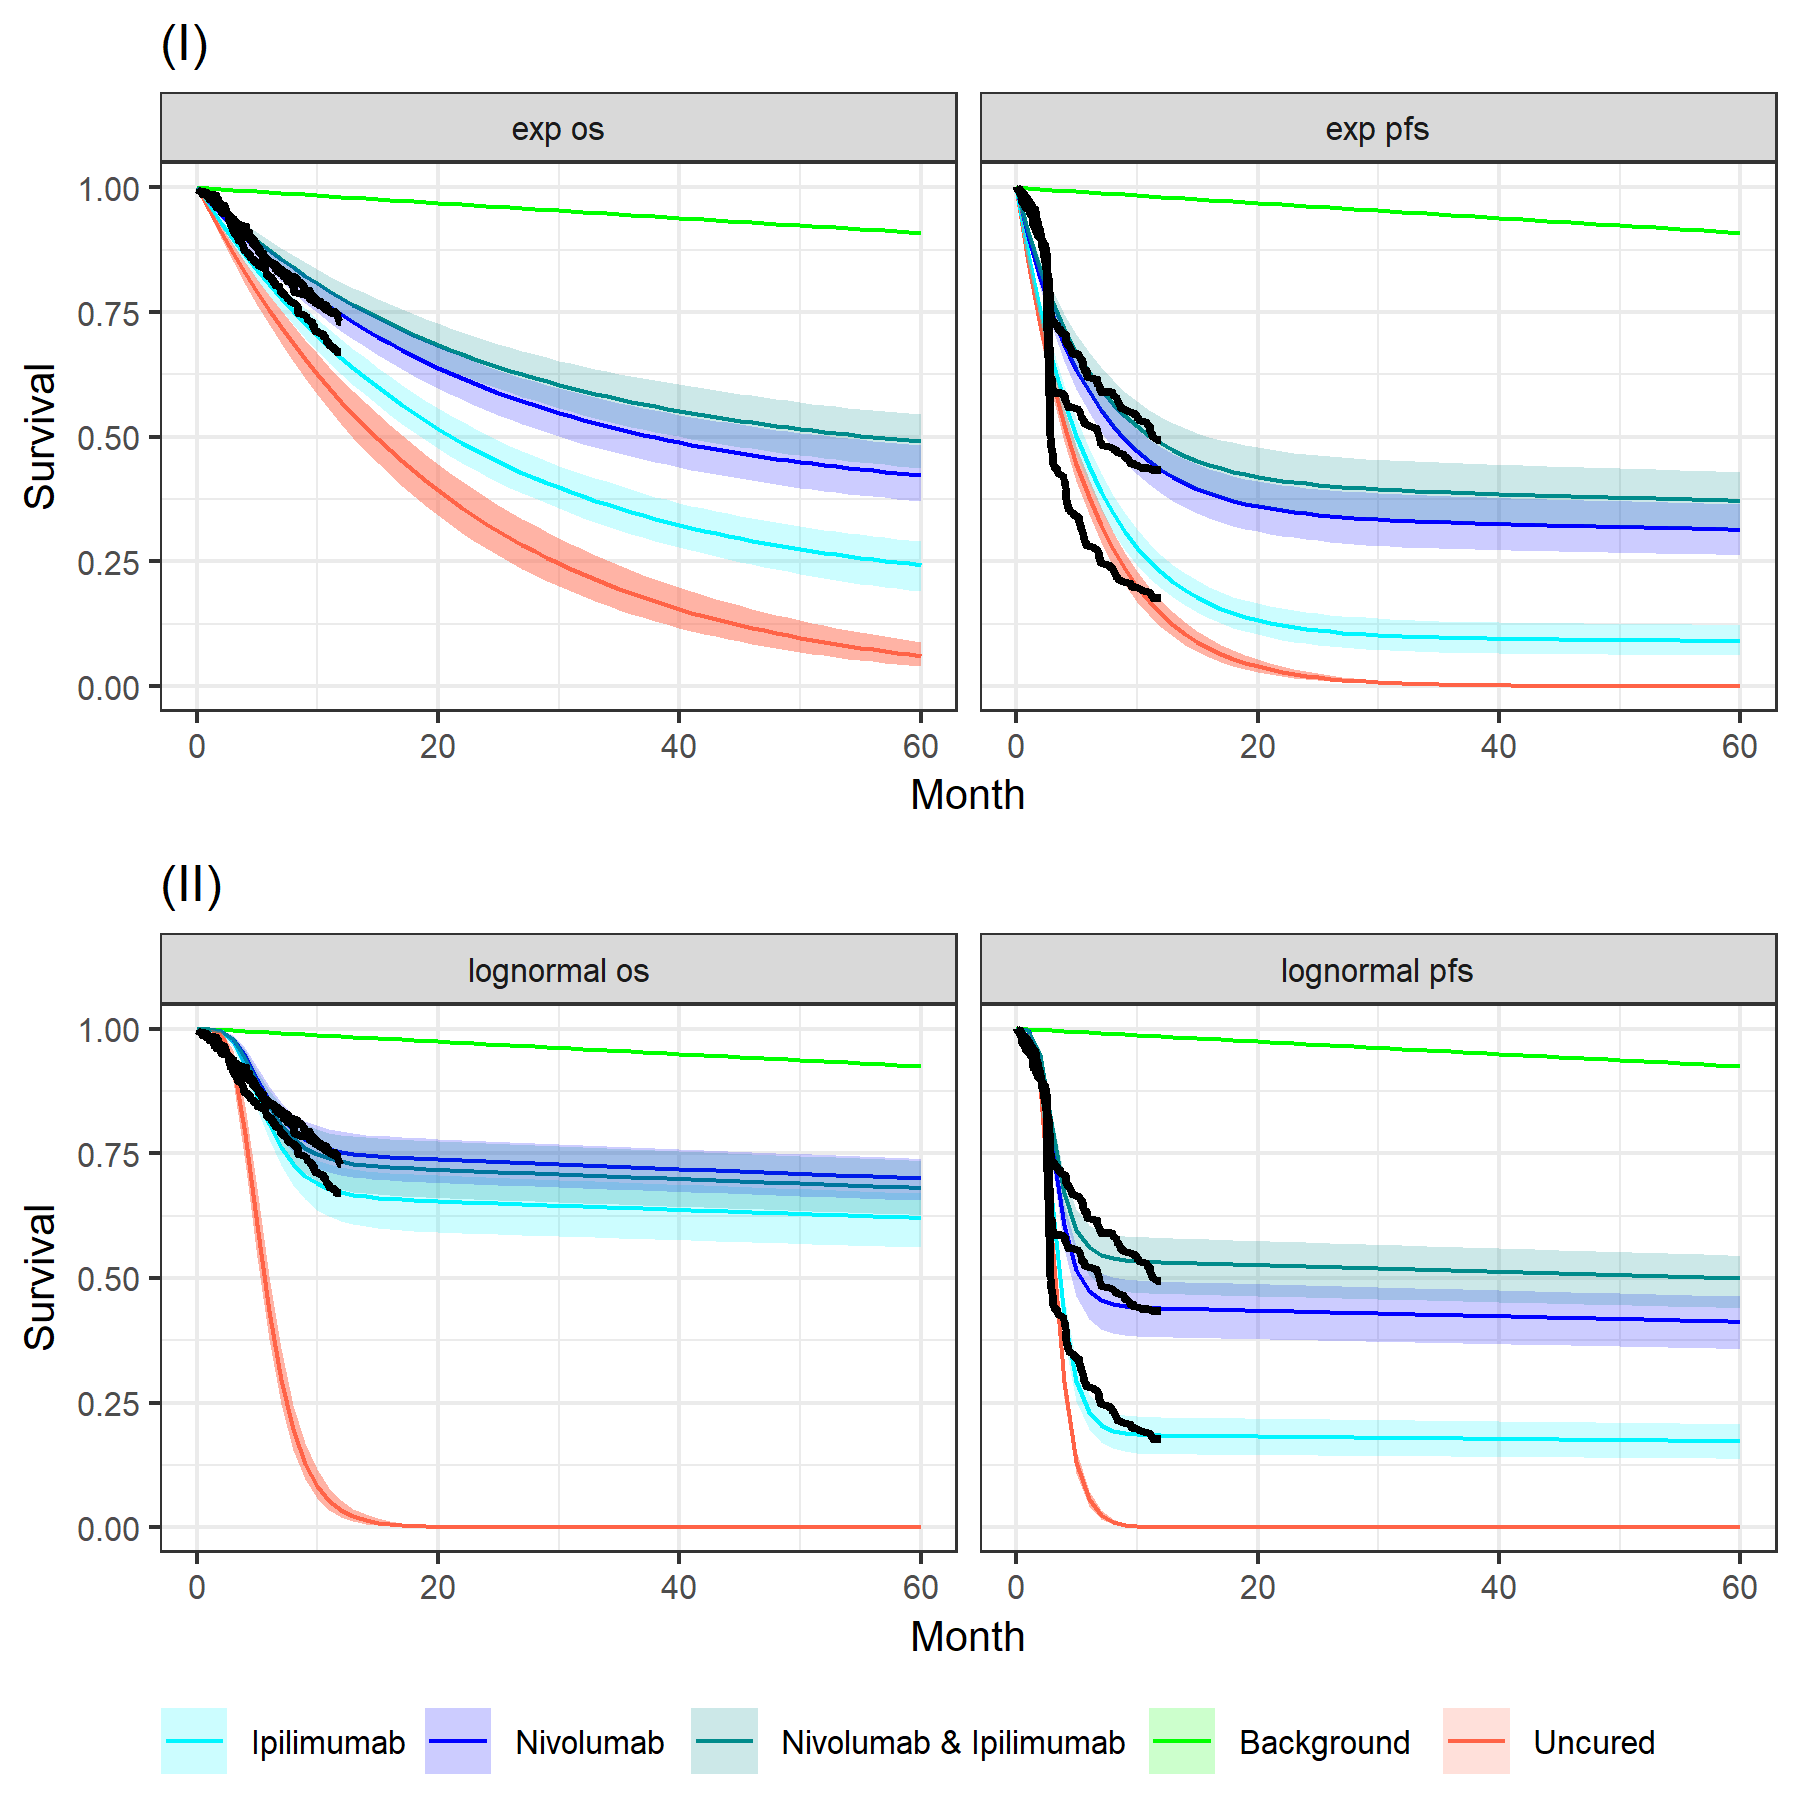 (I)
exp os exp pfs
1.00
0.75
0.50
0.25
0.00
Survival
0 20 40 60 0 20 40 60
Month
(II)
lognormal os lognormal pfs
1.00
0.75
0.50
0.25
0.00
Survival
0 20 40 60 0 20 40 60
Month
Ipilimumab Nivolumab Nivolumab & Ipilimumab Background Uncured